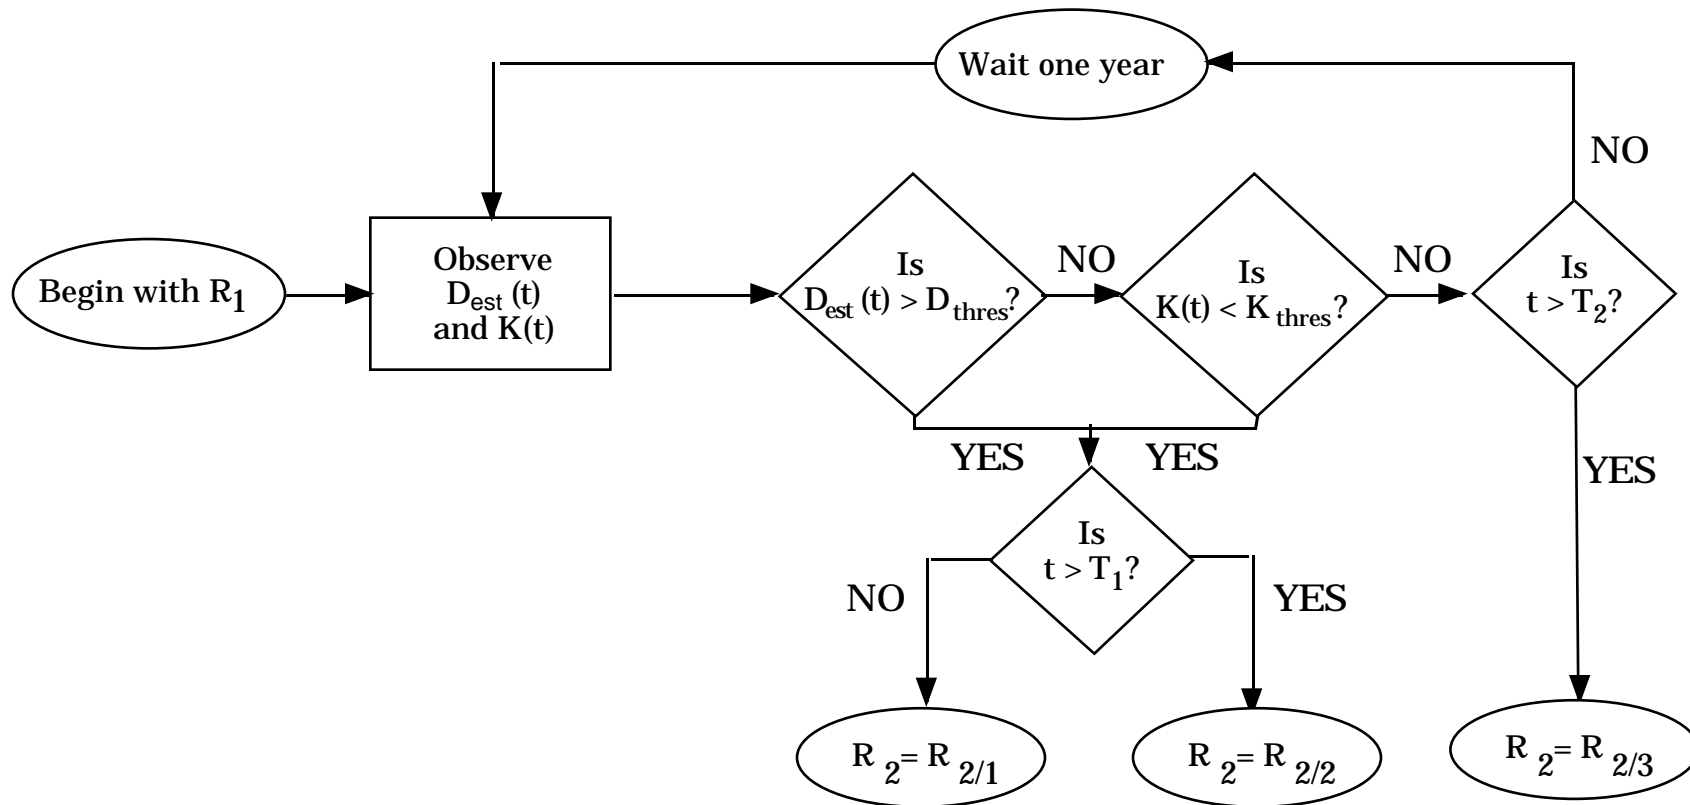 Wait one year
NO
Begin with R1
Observe
Dest (t)
and K(t)
Is
Dest (t) > Dthres?
NO
Is
K(t) < K thres?
NO
Is
t > T2?
YES
YES
YES
Is
t > T1?
NO
YES
R 2= R 2/1
R 2= R 2/2
R 2= R 2/3